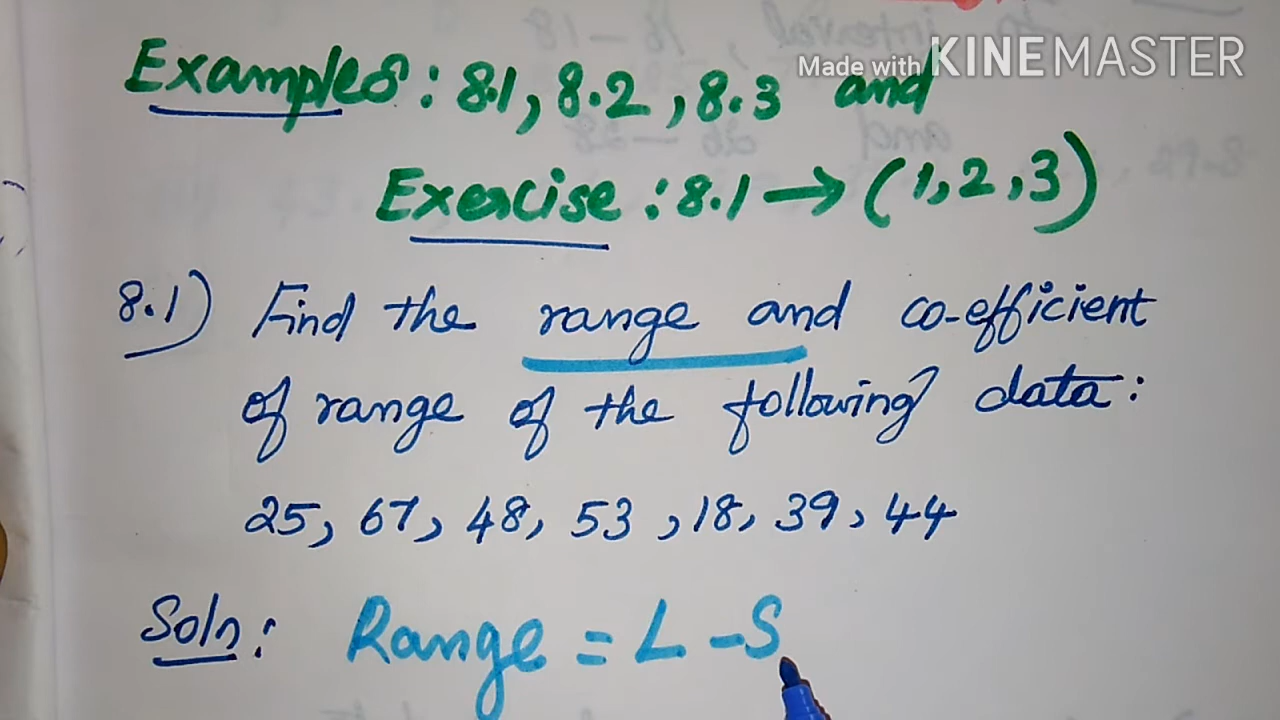 Made with KINEMASTER
Examples : 8.1, 8.2, 8.3 and
Exercise : 8.1 → (1, 2, 3)
8.1) Find the range and co-efficient
of range of the following data :
25, 67, 48, 53, 18, 39, 44
Soln : Range = L - S